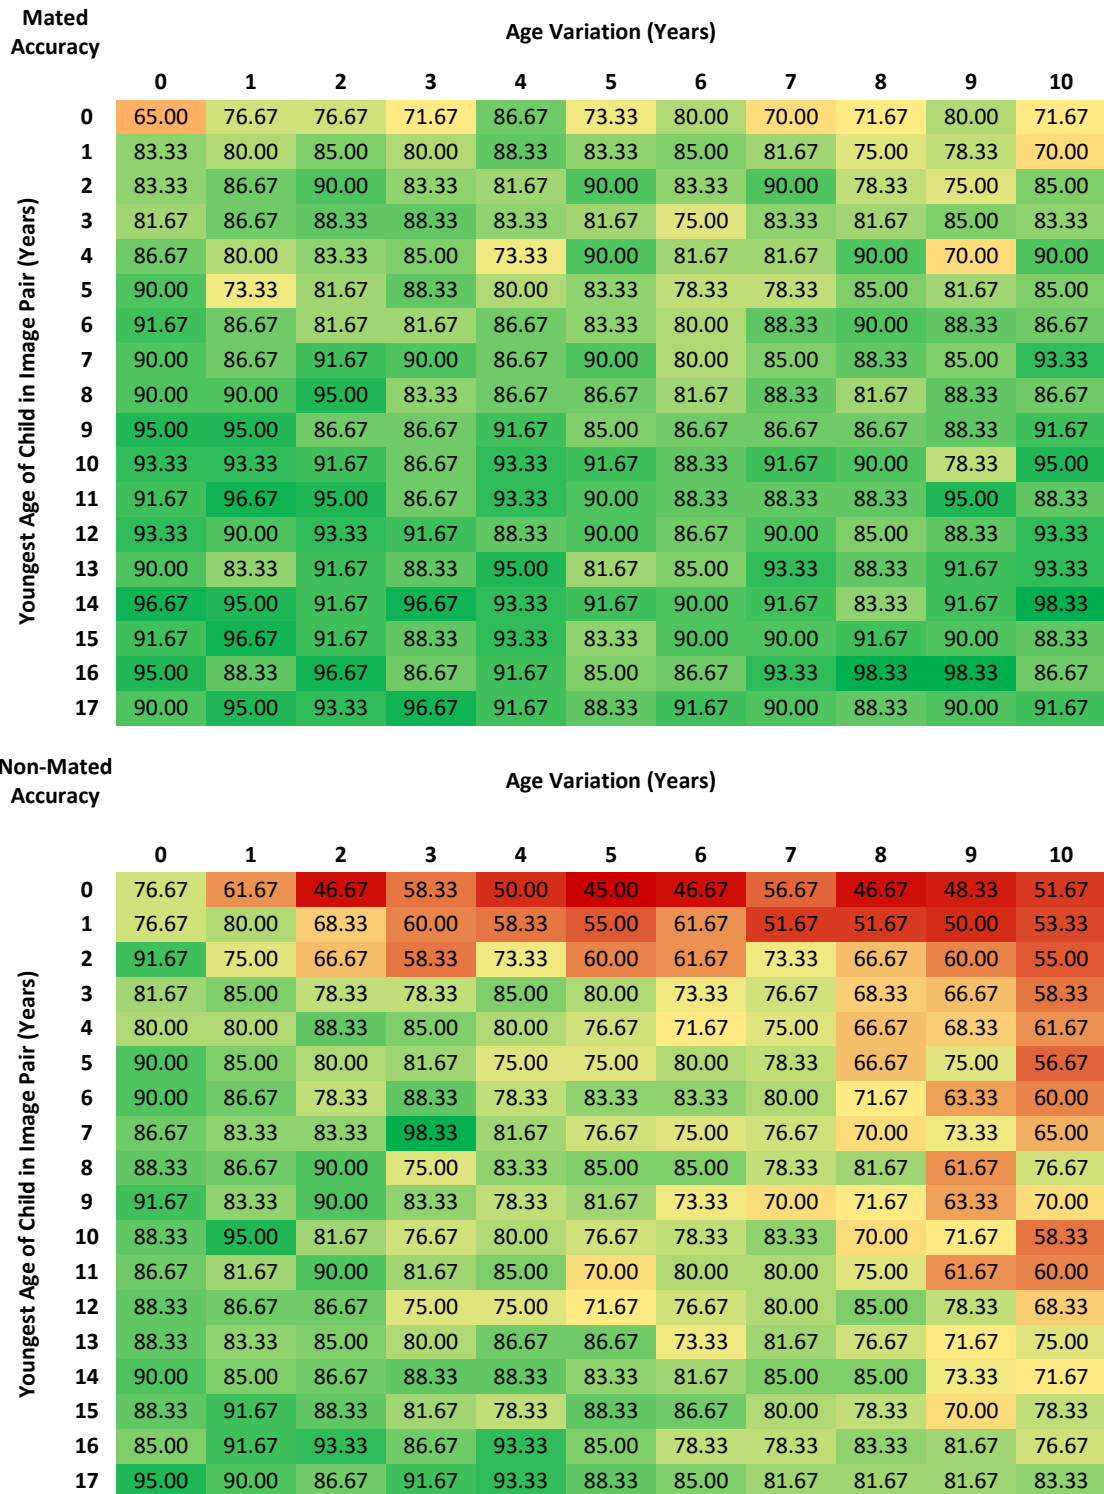 Mated
Accuracy
Age Variation (Years)
0 1 2 3 4 5 6 7 8 9 10
Youngest Age of Child in Image Pair (Years)
0 65.00 76.67 76.67 71.67 86.67 73.33 80.00 70.00 71.67 80.00 71.67
1 83.33 80.00 85.00 80.00 88.33 83.33 85.00 81.67 75.00 78.33 70.00
2 83.33 86.67 90.00 83.33 81.67 90.00 83.33 90.00 78.33 75.00 85.00
3 81.67 86.67 88.33 88.33 83.33 81.67 75.00 83.33 81.67 85.00 83.33
4 86.67 80.00 83.33 85.00 73.33 90.00 81.67 81.67 90.00 70.00 90.00
5 90.00 73.33 81.67 88.33 80.00 83.33 78.33 78.33 85.00 81.67 85.00
6 91.67 86.67 81.67 81.67 86.67 83.33 80.00 88.33 90.00 88.33 86.67
7 90.00 86.67 91.67 90.00 86.67 90.00 80.00 85.00 88.33 85.00 93.33
8 90.00 90.00 95.00 83.33 86.67 86.67 81.67 88.33 81.67 88.33 86.67
9 95.00 95.00 86.67 86.67 91.67 85.00 86.67 86.67 86.67 88.33 91.67
10 93.33 93.33 91.67 86.67 93.33 91.67 88.33 91.67 90.00 78.33 95.00
11 91.67 96.67 95.00 86.67 93.33 90.00 88.33 88.33 88.33 95.00 88.33
12 93.33 90.00 93.33 91.67 88.33 90.00 86.67 90.00 85.00 88.33 93.33
13 90.00 83.33 91.67 88.33 95.00 81.67 85.00 93.33 88.33 91.67 93.33
14 96.67 95.00 91.67 96.67 93.33 91.67 90.00 91.67 83.33 91.67 98.33
15 91.67 96.67 91.67 88.33 93.33 83.33 90.00 90.00 91.67 90.00 88.33
16 95.00 88.33 96.67 86.67 91.67 85.00 86.67 93.33 98.33 98.33 86.67
17 90.00 95.00 93.33 96.67 91.67 88.33 91.67 90.00 88.33 90.00 91.67
Non-Mated
Accuracy
Age Variation (Years)
0 1 2 3 4 5 6 7 8 9 10
Youngest Age of Child in Image Pair (Years)
0 76.67 61.67 46.67 58.33 50.00 45.00 46.67 56.67 46.67 48.33 51.67
1 76.67 80.00 68.33 60.00 58.33 55.00 61.67 51.67 51.67 50.00 53.33
2 91.67 75.00 66.67 58.33 73.33 60.00 61.67 73.33 66.67 60.00 55.00
3 81.67 85.00 78.33 78.33 85.00 80.00 73.33 76.67 68.33 66.67 58.33
4 80.00 80.00 88.33 85.00 80.00 76.67 71.67 75.00 66.67 68.33 61.67
5 90.00 85.00 80.00 81.67 75.00 75.00 80.00 78.33 66.67 75.00 56.67
6 90.00 86.67 78.33 88.33 78.33 83.33 83.33 80.00 71.67 63.33 60.00
7 86.67 83.33 83.33 98.33 81.67 76.67 75.00 76.67 70.00 73.33 65.00
8 88.33 86.67 90.00 75.00 83.33 85.00 85.00 78.33 81.67 61.67 76.67
9 91.67 83.33 90.00 83.33 78.33 81.67 73.33 70.00 71.67 63.33 70.00
10 88.33 95.00 81.67 76.67 80.00 76.67 78.33 83.33 70.00 71.67 58.33
11 86.67 81.67 90.00 81.67 85.00 70.00 80.00 80.00 75.00 61.67 60.00
12 88.33 86.67 86.67 75.00 75.00 71.67 76.67 80.00 85.00 78.33 68.33
13 88.33 83.33 85.00 80.00 86.67 86.67 73.33 81.67 76.67 71.67 75.00
14 90.00 85.00 86.67 88.33 88.33 83.33 81.67 85.00 85.00 73.33 71.67
15 88.33 91.67 88.33 81.67 78.33 88.33 86.67 80.00 78.33 70.00 78.33
16 85.00 91.67 93.33 86.67 93.33 85.00 78.33 78.33 83.33 81.67 76.67
17 95.00 90.00 86.67 91.67 93.33 88.33 85.00 81.67 81.67 81.67 83.33